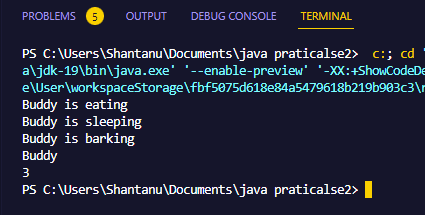 PROBLEMS 5 OUTPUT DEBUG CONSOLE TERMINAL
PS C:\Users\Shantanu\Documents\java praticalse2> c:; cd '
a\jdk-19\bin\java.exe' '--enable-preview' '-XX:+ShowCodeDe
e\User\workspaceStorage\fbf5075d618e84a5479618b219b903c3\r
Buddy is eating
Buddy is sleeping
Buddy is barking
Buddy
3
PS C:\Users\Shantanu\Documents\java praticalse2>